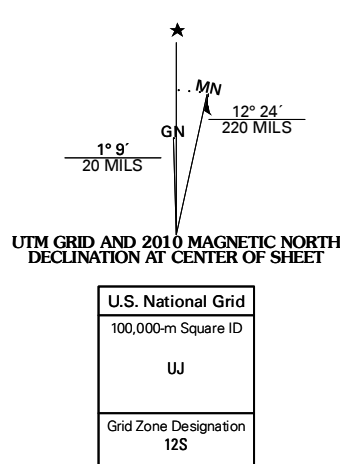 ★
MN
GN
12° 24´
220 MILS
1° 9´
20 MILS
UTM GRID AND 2010 MAGNETIC NORTH
DECLINATION AT CENTER OF SHEET
U.S. National Grid
100,000-m Square ID
UJ
Grid Zone Designation
12S